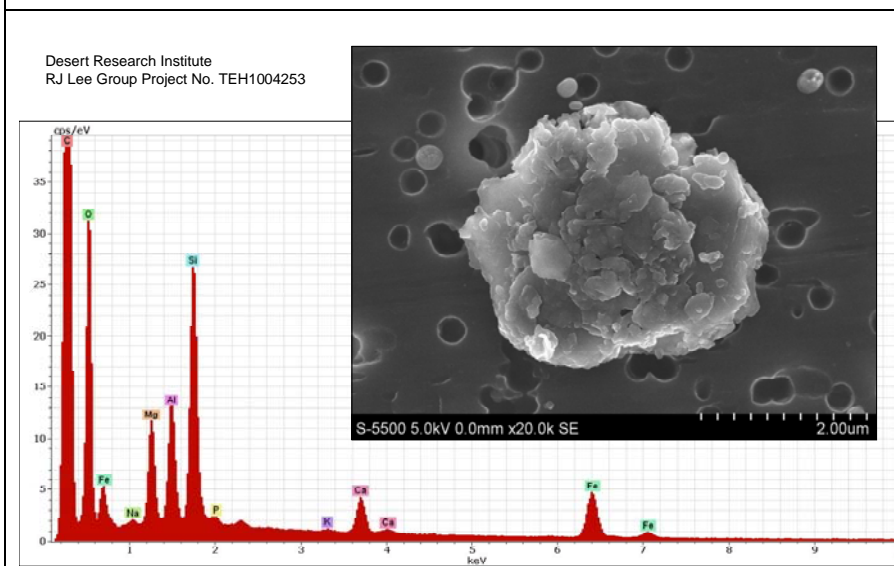 Desert Research Institute
RJ Lee Group Project No. TEH1004253
cps/eV
C
35
O
30
Si
25
20
15
Mg
Al
10
Fe
Na
P
K
Ca
Ca
Fe
Fe
5
0
1
2
3
4
5
6
7
8
9
keV
S-5500 5.0kV 0.0mm x20.0k SE
2.00um